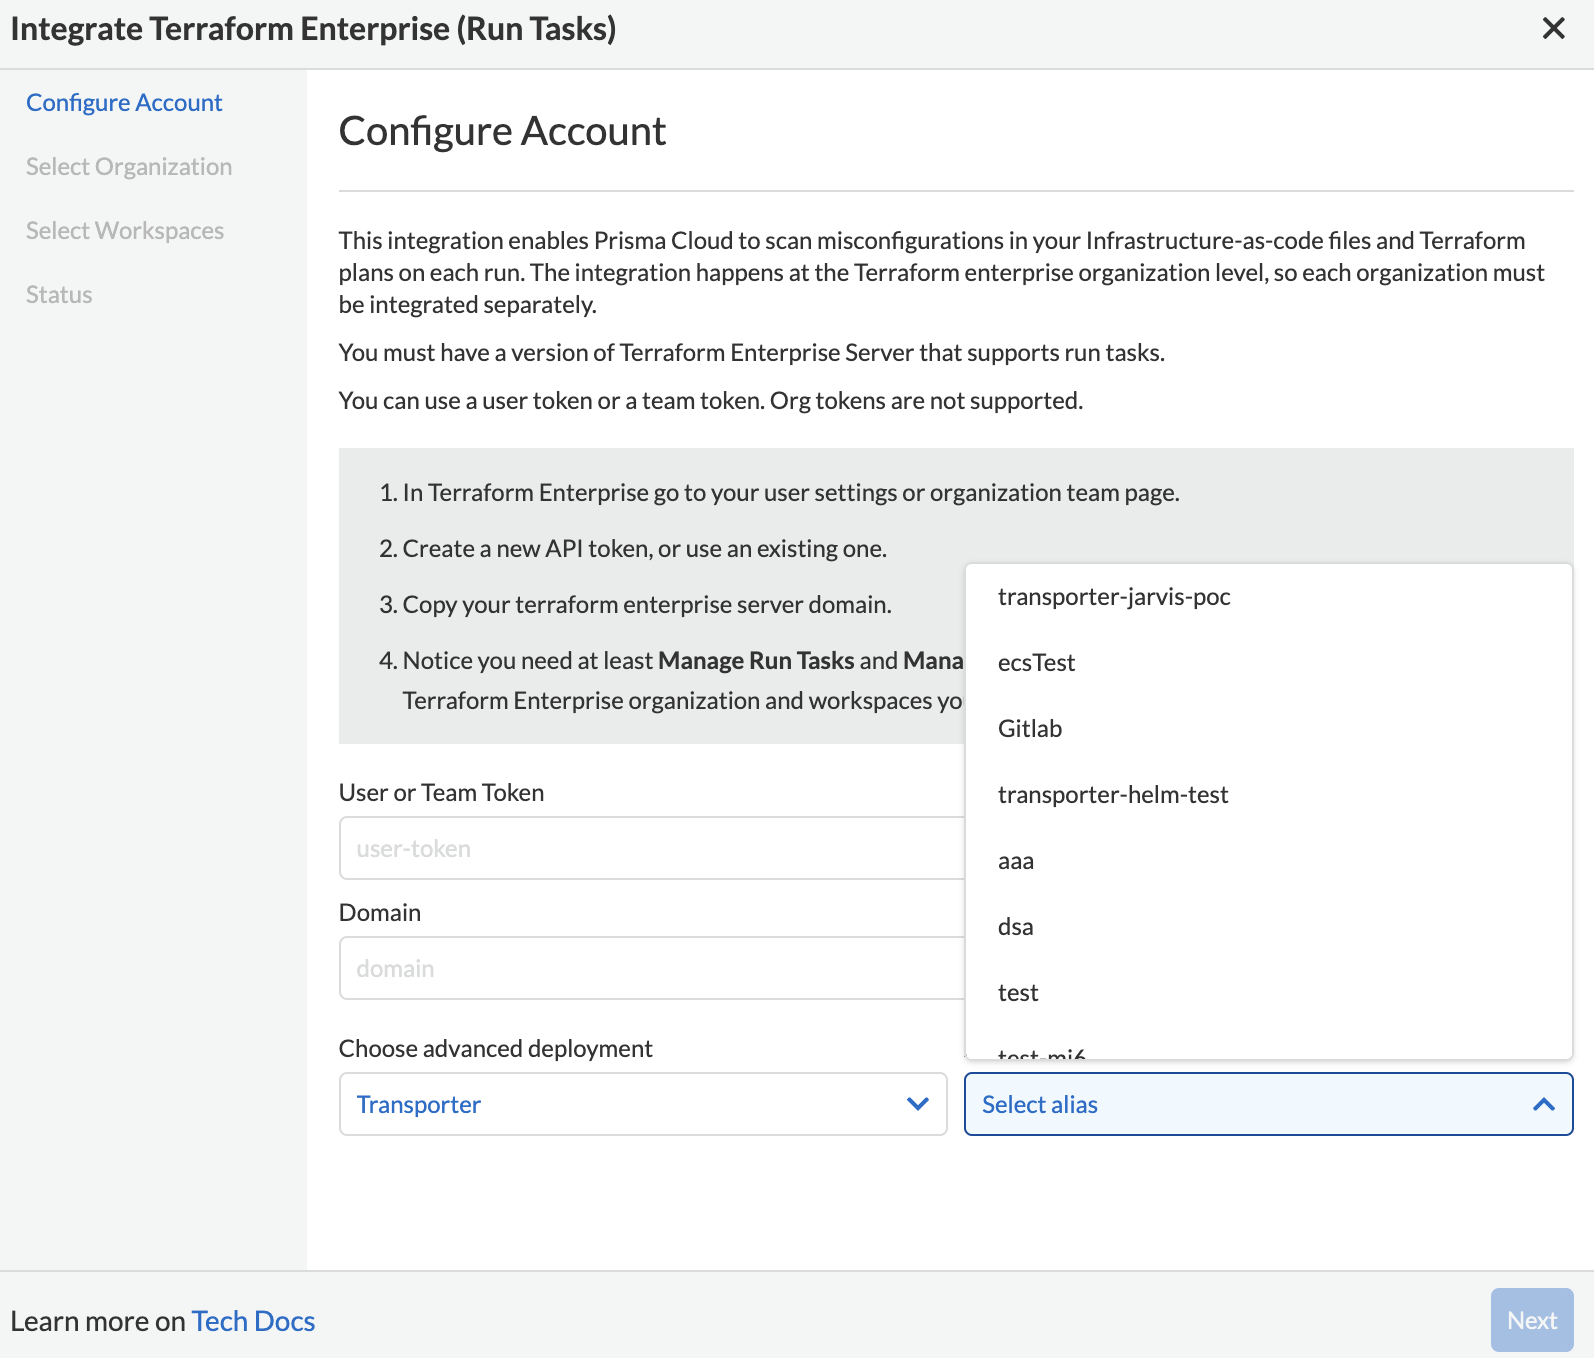 Integrate Terraform Enterprise (Run Tasks)
Configure Account
Select Organization
Select Workspaces
Status
Configure Account
This integration enables Prisma Cloud to scan misconfigurations in your Infrastructure-as-code files and Terraform
plans on each run. The integration happens at the Terraform enterprise organization level, so each organization must
be integrated separately.
You must have a version of Terraform Enterprise Server that supports run tasks.
You can use a user token or a team token. Org tokens are not supported.
1. In Terraform Enterprise go to your user settings or organization team page.
2. Create a new API token, or use an existing one.
3. Copy your terraform enterprise server domain.
4. Notice you need at least Manage Run Tasks and Mana
Terraform Enterprise organization and workspaces yo
User or Team Token
user-token
Domain
domain
Choose advanced deployment
Transporter
transporter-jarvis-poc
ecsTest
Gitlab
transporter-helm-test
aaa
dsa
test
test-mi6
Select alias
Learn more on Tech Docs
Next